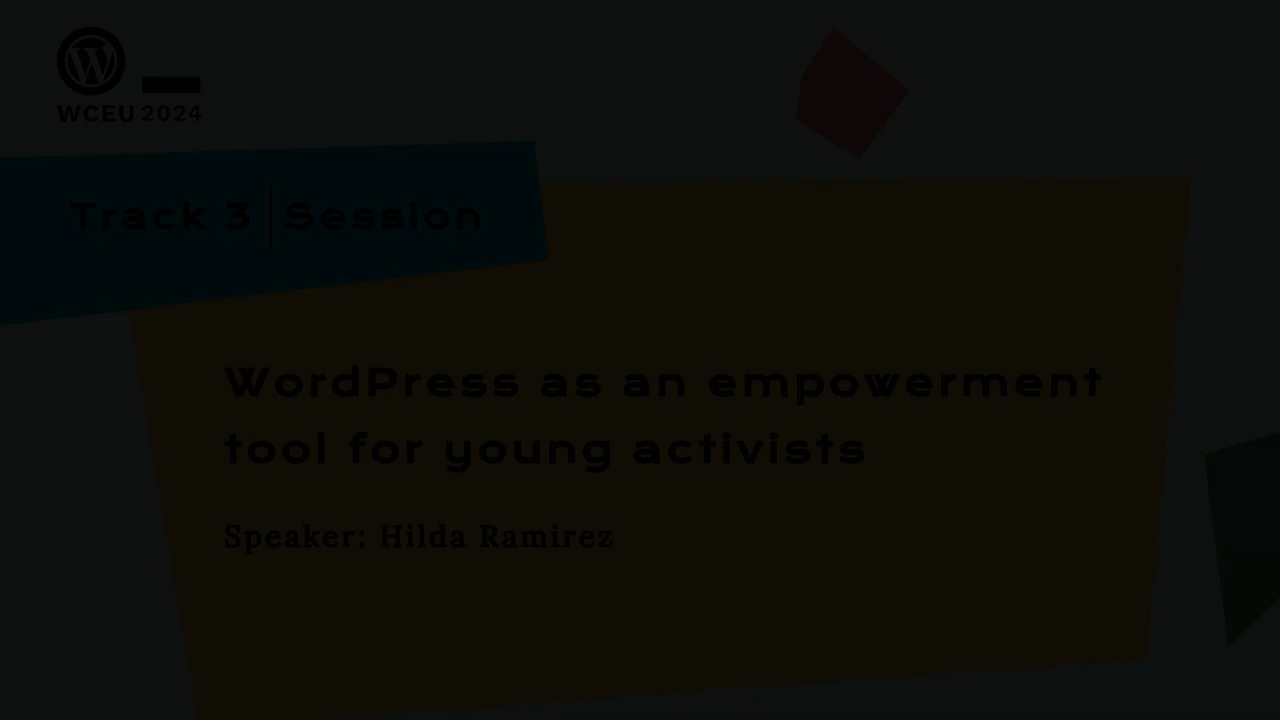 WCEU 2024
Track 3 Session
WordPress as an empowerment
tool for young activists
Speaker: Hilda Ramirez